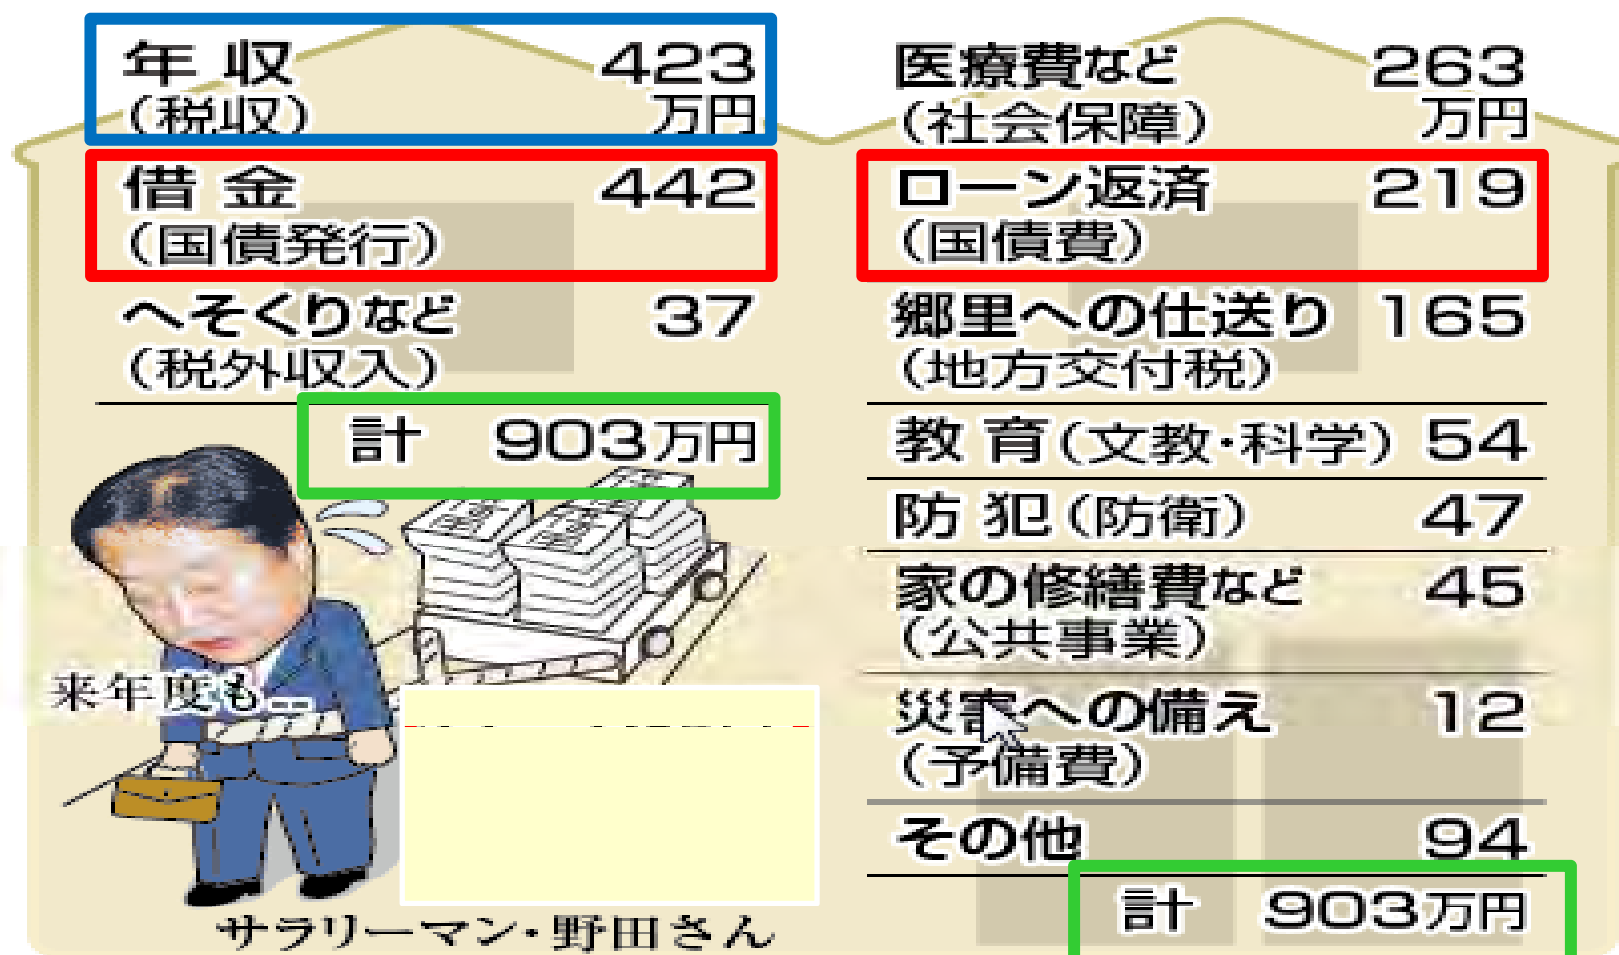 年収 423
(税収) 万円
借金 442
(国債発行)
へそくりなど 37
(税外収入)
計 903万円
来年度も…
サラリーマン・野田さん
医療費など 263
(社会保障) 万円
ローン返済 219
(国債費)
郷里への仕送り 165
(地方交付税)
教育(文教・科学) 54
防犯(防衛) 47
家の修繕費など 45
(公共事業)
災害への備え 12
(予備費)
その他 94
計 903万円